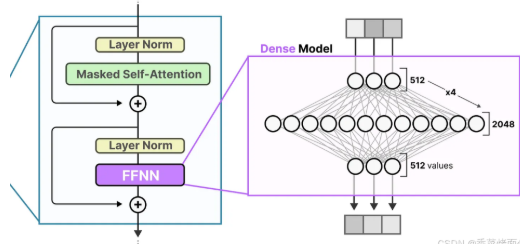 Layer Norm
Masked Self-Attention
+
Layer Norm
FFNN
+
Dense Model
512
x4
2048
512 values